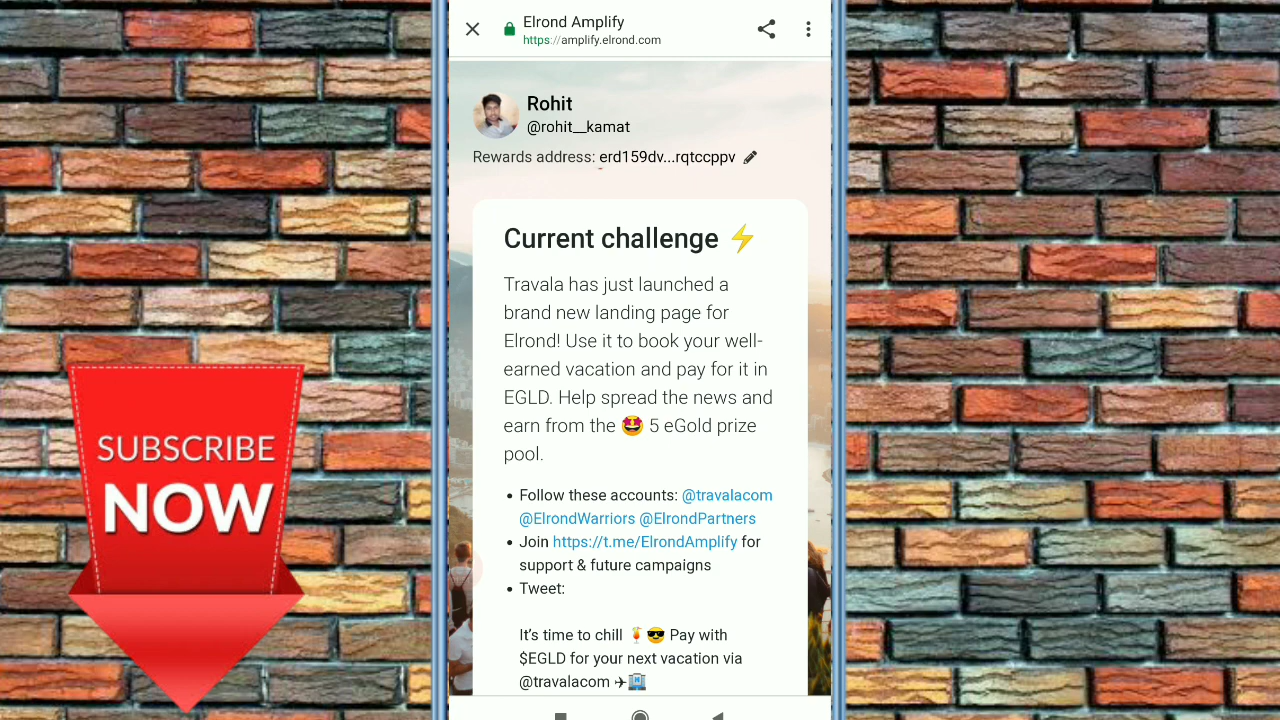 Elrond Amplify
https://amplify.elrond.com
Rohit
@rohit__kamat
Rewards address: erd159dv...rqtccppv
Current challenge ⚡
Travala has just launched a
brand new landing page for
Elrond! Use it to book your well-
earned vacation and pay for it in
EGLD. Help spread the news and
earn from the 🤩 5 eGold prize
pool.
• Follow these accounts: @travalacom
@ElrondWarriors @ElrondPartners
• Join https://t.me/ElrondAmplify for
support & future campaigns
• Tweet:
It's time to chill 🍹😎 Pay with
$EGLD for your next vacation via
@travalacom ✈🏨
SUBSCRIBE
NOW